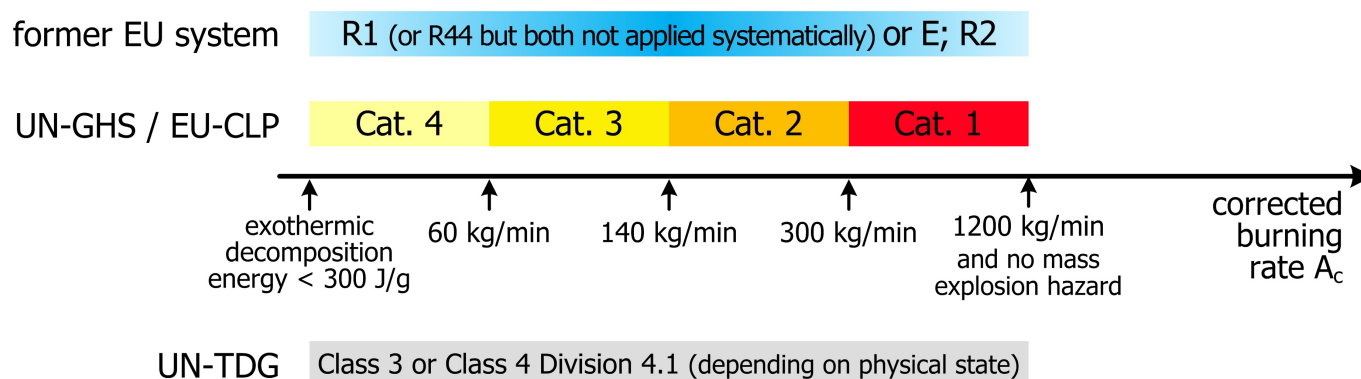 former EU system
R1 (or R44 but both not applied systematically) or E; R2
UN-GHS / EU-CLP
Cat. 4
Cat. 3
Cat. 2
Cat. 1
exothermic
decomposition
energy < 300 J/g
60 kg/min
140 kg/min
300 kg/min
1200 kg/min
and no mass
explosion hazard
corrected
burning
rate Ac
UN-TDG
Class 3 or Class 4 Division 4.1 (depending on physical state)